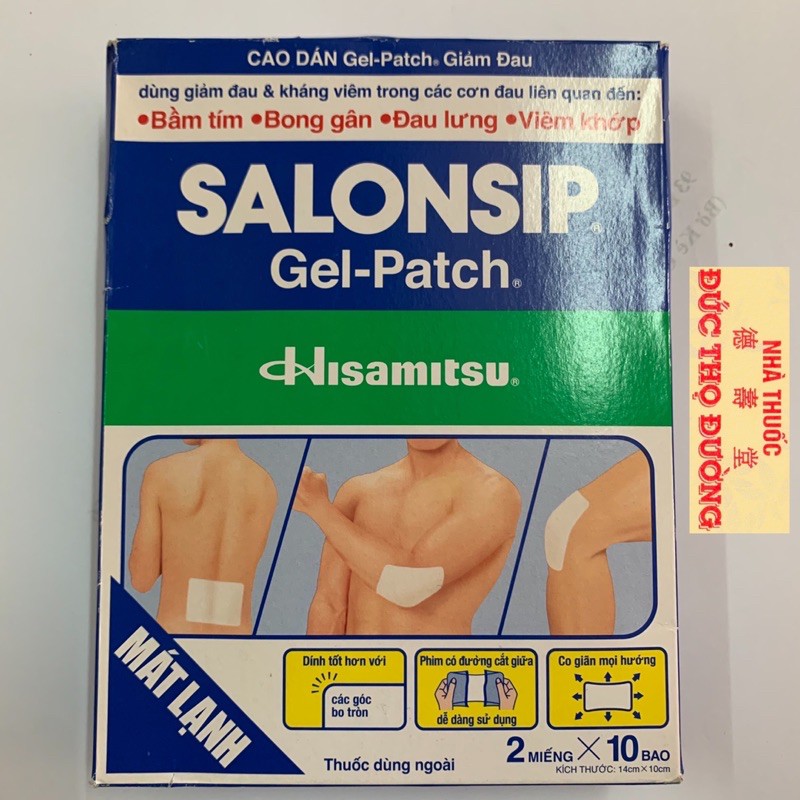 CAO DÁN Gel-Patch® Giảm Đau
dùng giảm đau & kháng viêm trong các cơn đau liên quan đến:
•Bầm tím •Bong gân •Đau lưng •Viêm khớp
SALONSIP®
Gel-Patch®
Hisamitsu®
NHÀ THUỐC
德壽堂
ĐỨC THỌ ĐƯỜNG
MÁT LẠNH
Dính tốt hơn với
các góc
bo tròn
Phim có đường cắt giữa
dễ dàng sử dụng
Co giãn mọi hướng
Thuốc dùng ngoài
2 MIẾNG X 10 BAO
KÍCH THƯỚC: 14cm×10cm